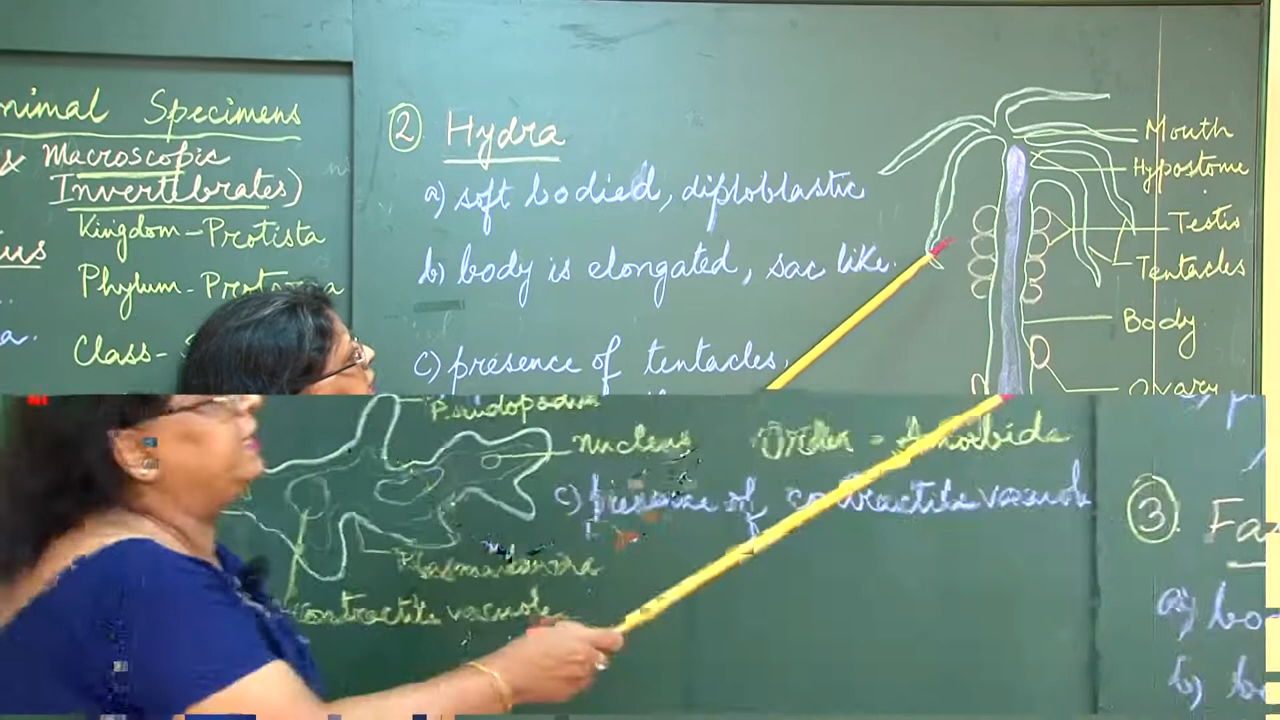 nimal Specimens
& Macroscopic
Invertebrates)
Kingdom-Protista
Phylum-Protozoa
Class-
② Hydra
a) soft bodied, diploblastic
b) body is elongated, sac like.
c) presence of tentacles,
Mouth
Hypostome
Testis
Tentacles
Body
Ovary
Pseudopodium
nucleus
Order = Amoebida
c) presence of contractile vacuole
Plasmalemma
contractile vacuole
③ Fa
a) bo
b) b